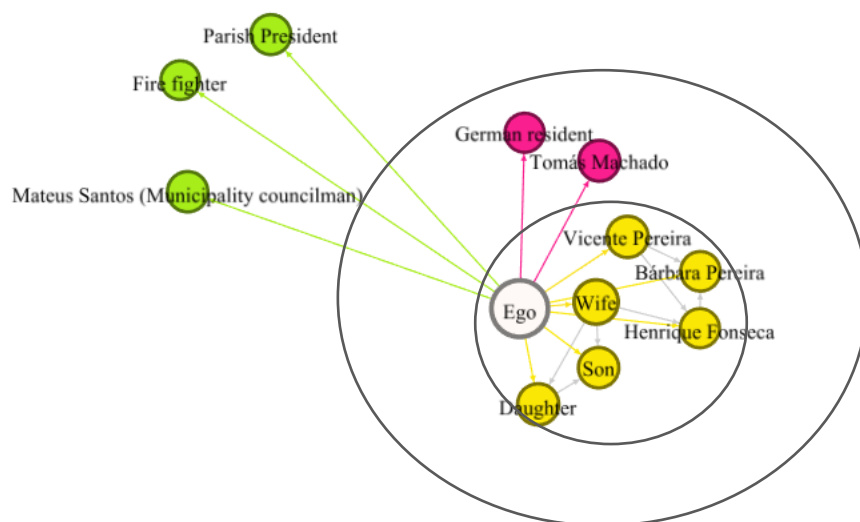 Parish President
Fire fighter
German resident
Tomás Machado
Mateus Santos (Municipality councilman)
Vicente Pereira
Bárbara Pereira
Wife
Ego
Henrique Fonseca
Son
Daughter